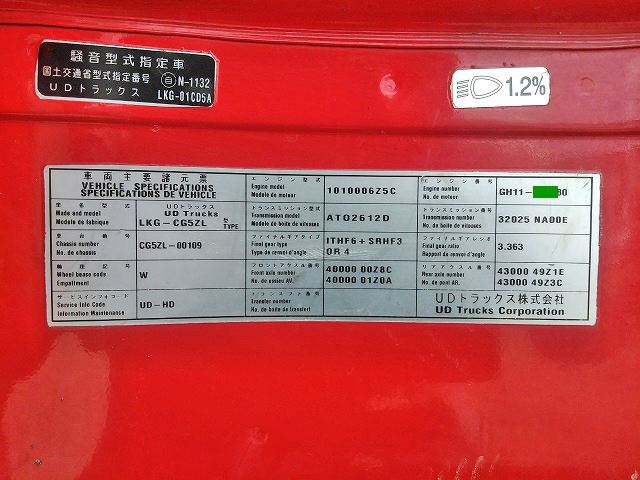 騒音型式指定車
国土交通省型式指定番号 自 N-1132
UDトラックス LKG-01CD5A
1.2%
車両主要諸元票
VEHICLE SPECIFICATIONS
SPECIFICATIONS DE VEHICLE
車名型式 UDトラックス
Made and model UD Trucks
Modele de fabrique LKG-CG5ZL 型 TYPE
車台番号
Chassis number CG5ZL-00109
No. de chassis
軸距記号
Wheel base code W
Empattement
サービスインフォコード
Service Info Code UD-HD
Information Maintenance
エンジン型式
Engine model 1010006Z5C
Modele de moteur
トランスミッション型式
Transmission model ATO2612D
Modele de boite de vitesses
ファイナルギアタイプ ITHF6+SRHF3
Final gear type OR 4
Type de renvoi d'angle
フロントアクスル番号 40000 00Z8C
Front axle number 40000 01Z0A
No. de essieu AV.
トランスファ番号
Transfer number
No. de boite de transfert
エンジン番号
Engine number GH11- 80
No. de moteur
トランスミッション番号
Transmission number 32025 NA00E
No. de boite de vitesses
ファイナルギアレシオ
Final gear ratio 3.363
Rapport de renvoi d'angle
リアアクスル番号 43000 49Z1E
Rear axle number 43000 49Z3C
No. de pont AR.
UDトラックス株式会社
UD Trucks Corporation